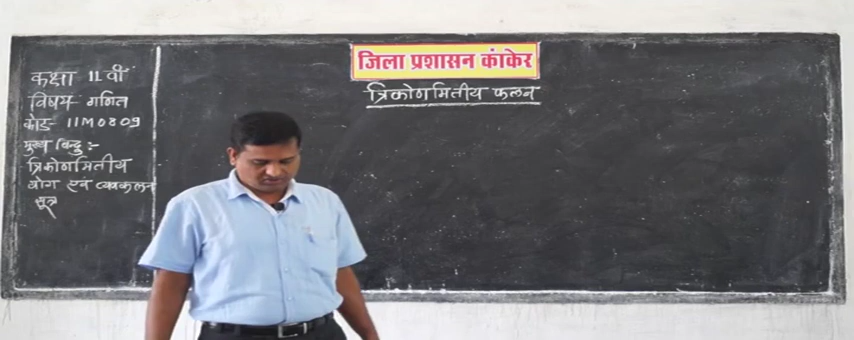 जिला प्रशासन कांकेर
त्रिकोणमितीय फलन
कक्षा 11 वीं
विषय- गणित
कोड- 11M0809
मुख्य बिन्दु :-
त्रिकोणमितीय
योग एवं व्यवकलन
सूत्र